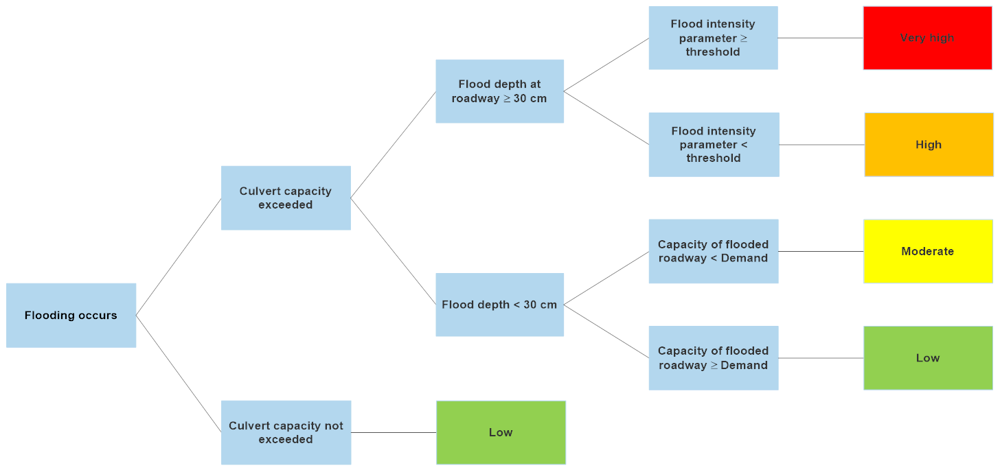 Flood intensity
parameter ≥
threshold
Very high
Flood depth at
roadway ≥ 30 cm
Flood intensity
parameter <
threshold
High
Culvert capacity
exceeded
Capacity of flooded
roadway < Demand
Moderate
Flood depth < 30 cm
Flooding occurs
Capacity of flooded
roadway ≥ Demand
Low
Culvert capacity not
exceeded
Low